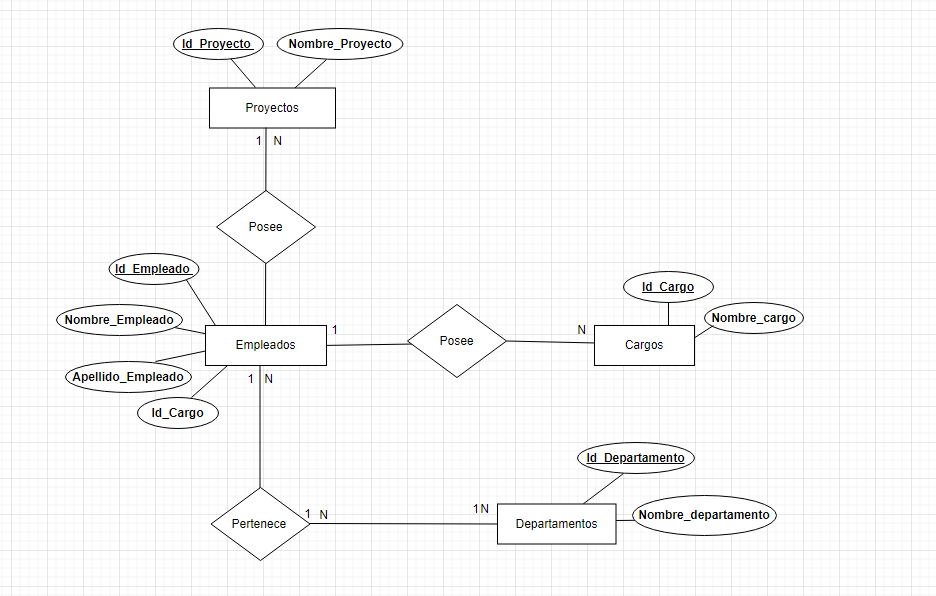 Id_Proyecto
Nombre_Proyecto
Proyectos
1 N
Posee
Id_Empleado
Nombre_Empleado
Apellido_Empleado
Id_Cargo
Empleados
1
Posee
N
Id_Cargo
Nombre_cargo
Cargos
1 N
Pertenece
1 N
1 N
Id_Departamento
Nombre_departamento
Departamentos